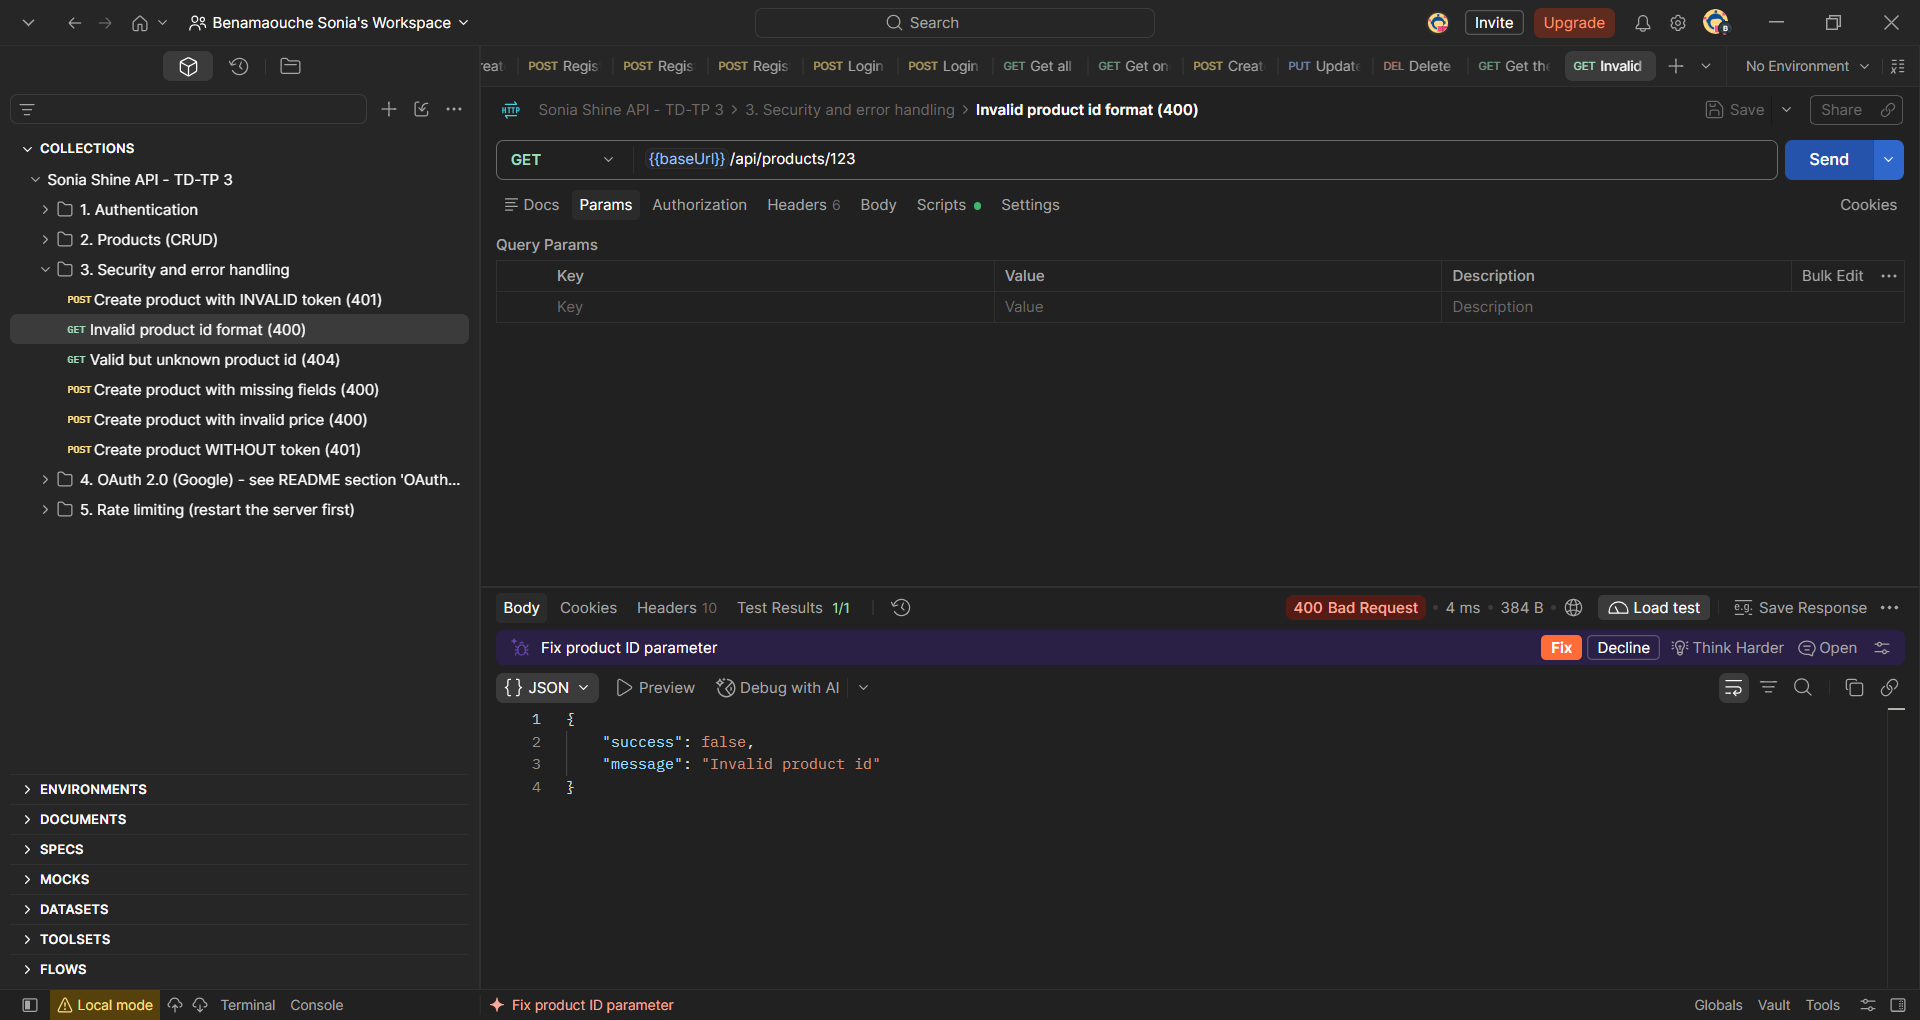 Benamaouche Sonia's Workspace
Search
Invite
Upgrade
POST Regis
POST Regis
POST Regis
POST Login
POST Login
GET Get all
GET Get on
POST Creat
PUT Update
DEL Delete
GET Get the
GET Invalid
No Environment
Sonia Shine API - TD-TP 3 > 3. Security and error handling > Invalid product id format (400)
Save
Share
COLLECTIONS
Sonia Shine API - TD-TP 3
1. Authentication
2. Products (CRUD)
3. Security and error handling
POST Create product with INVALID token (401)
GET Invalid product id format (400)
GET Valid but unknown product id (404)
POST Create product with missing fields (400)
POST Create product with invalid price (400)
POST Create product WITHOUT token (401)
4. OAuth 2.0 (Google) - see README section 'OAuth...
5. Rate limiting (restart the server first)
ENVIRONMENTS
DOCUMENTS
SPECS
MOCKS
DATASETS
TOOLSETS
FLOWS
HTTP
GET
{{baseUrl}} /api/products/123
Send
Docs
Params
Authorization
Headers 6
Body
Scripts
Settings
Cookies
Query Params
Key
Value
Description
Bulk Edit
Key
Value
Description
Body
Cookies
Headers 10
Test Results 1/1
400 Bad Request
4 ms
384 B
Load test
e.g. Save Response
Fix product ID parameter
Fix
Decline
Think Harder
Open
{} JSON
Preview
Debug with AI
1 {
2 "success": false,
3 "message": "Invalid product id"
4 }
Local mode
Terminal
Console
Fix product ID parameter
Globals
Vault
Tools